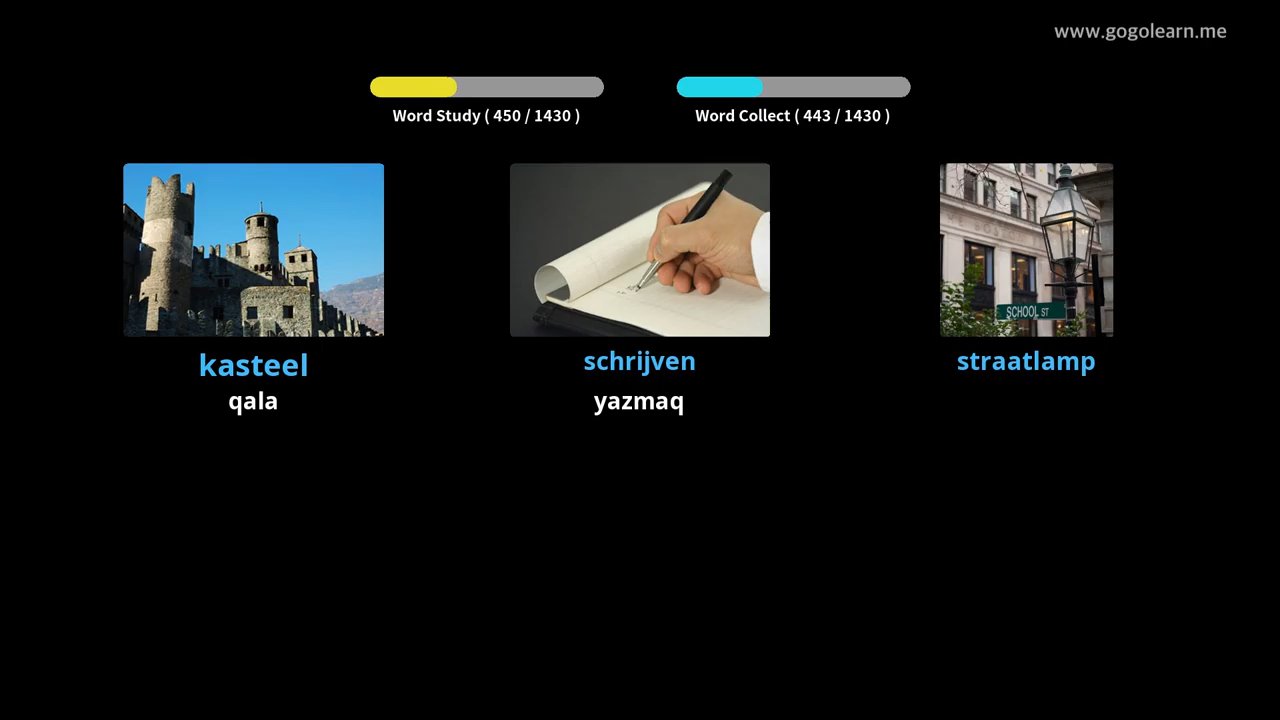 www.gogolearn.me
Word Study ( 450 / 1430 )
Word Collect ( 443 / 1430 )
SCHOOL ST
kasteel
schrijven
straatlamp
qala
yazmaq